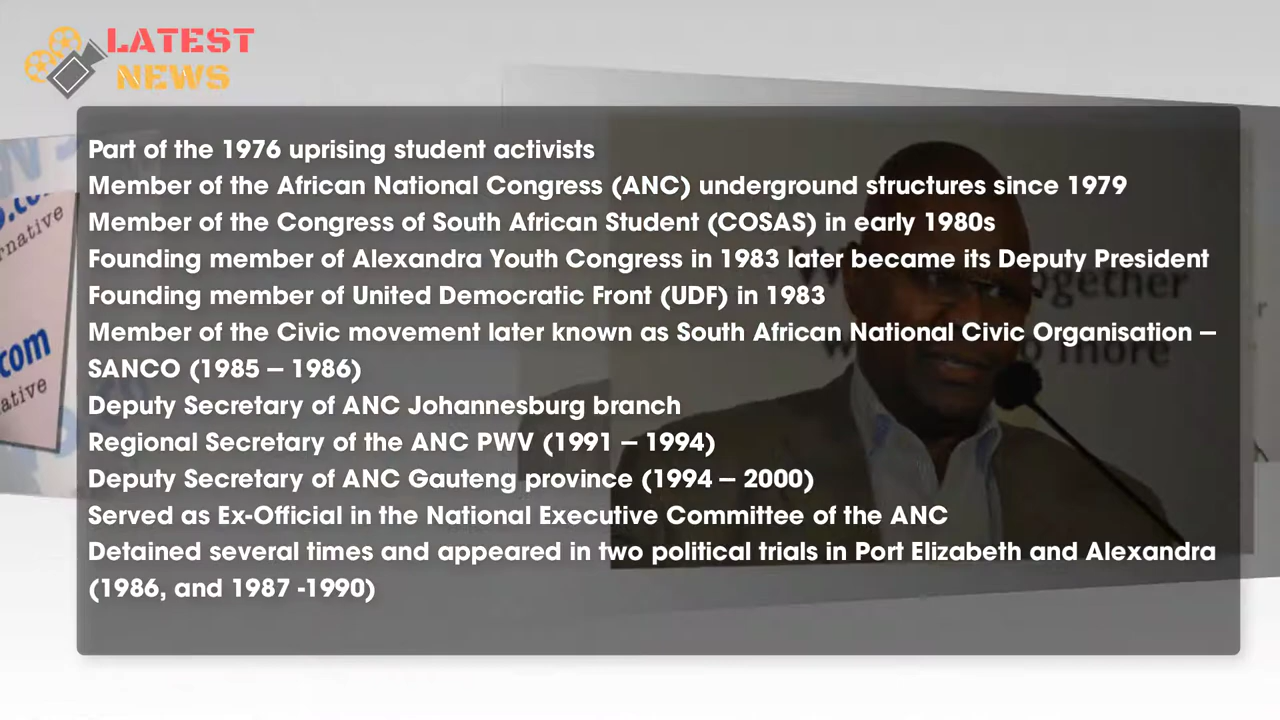 LATEST
NEWS
Part of the 1976 uprising student activists
Member of the African National Congress (ANC) underground structures since 1979
Member of the Congress of South African Student (COSAS) in early 1980s
Founding member of Alexandra Youth Congress in 1983 later became its Deputy President
Founding member of United Democratic Front (UDF) in 1983
Member of the Civic movement later known as South African National Civic Organisation –
SANCO (1985 – 1986)
Deputy Secretary of ANC Johannesburg branch
Regional Secretary of the ANC PWV (1991 – 1994)
Deputy Secretary of ANC Gauteng province (1994 – 2000)
Served as Ex-Official in the National Executive Committee of the ANC
Detained several times and appeared in two political trials in Port Elizabeth and Alexandra
(1986, and 1987 -1990)
.com
more